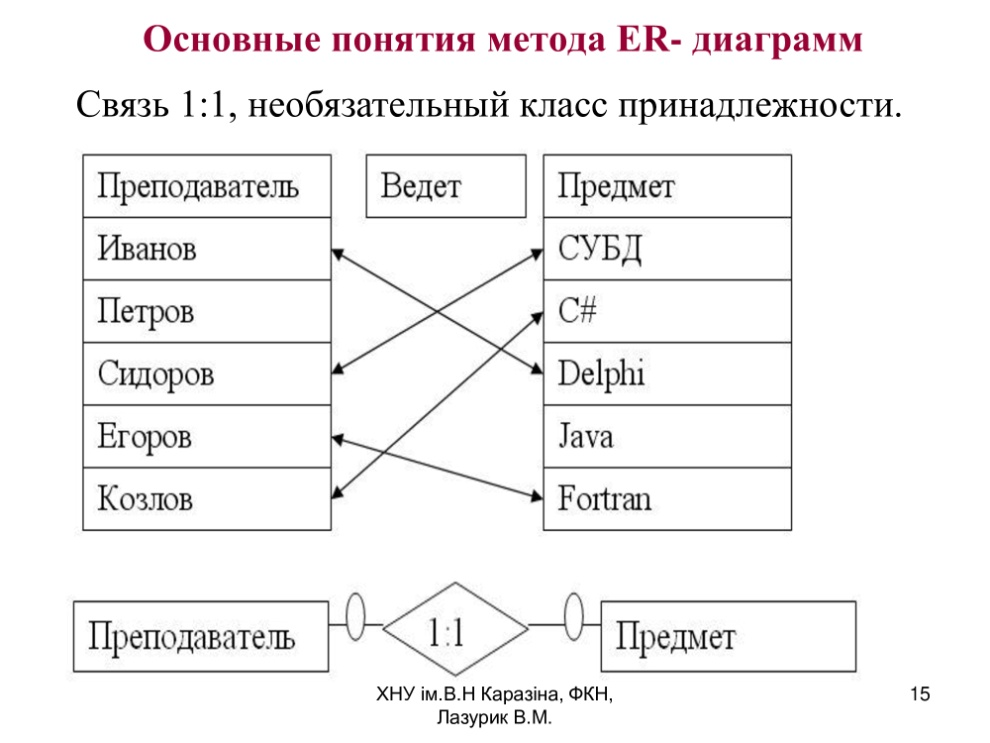 Основные понятия метода ER- диаграмм
Связь 1:1, необязательный класс принадлежности.
Преподаватель
Ведет
Предмет
Иванов
СУБД
Петров
C#
Сидоров
Delphi
Егоров
Java
Козлов
Fortran
Преподаватель
1:1
Предмет
ХНУ ім.В.Н Каразіна, ФКН,
Лазурик В.М.
15